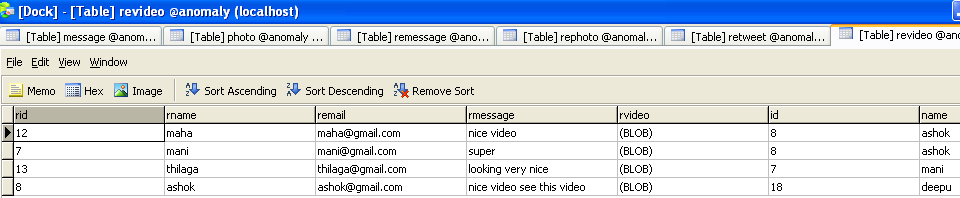 [Dock] - [Table] revideo @anomaly (localhost)
[Table] message @anom... [Table] photo @anomaly ... [Table] remessage @ano... [Table] rephoto @anomal... [Table] retweet @anomal... [Table] revideo @ano
File Edit View Window
Memo Hex Image Sort Ascending Sort Descending Remove Sort
rid rname remail rmessage rvideo id name
12 maha maha@gmail.com nice video (BLOB) 8 ashok
7 mani mani@gmail.com super (BLOB) 8 ashok
13 thilaga thilaga@gmail.com looking very nice (BLOB) 7 mani
8 ashok ashok@gmail.com nice video see this video (BLOB) 18 deepu